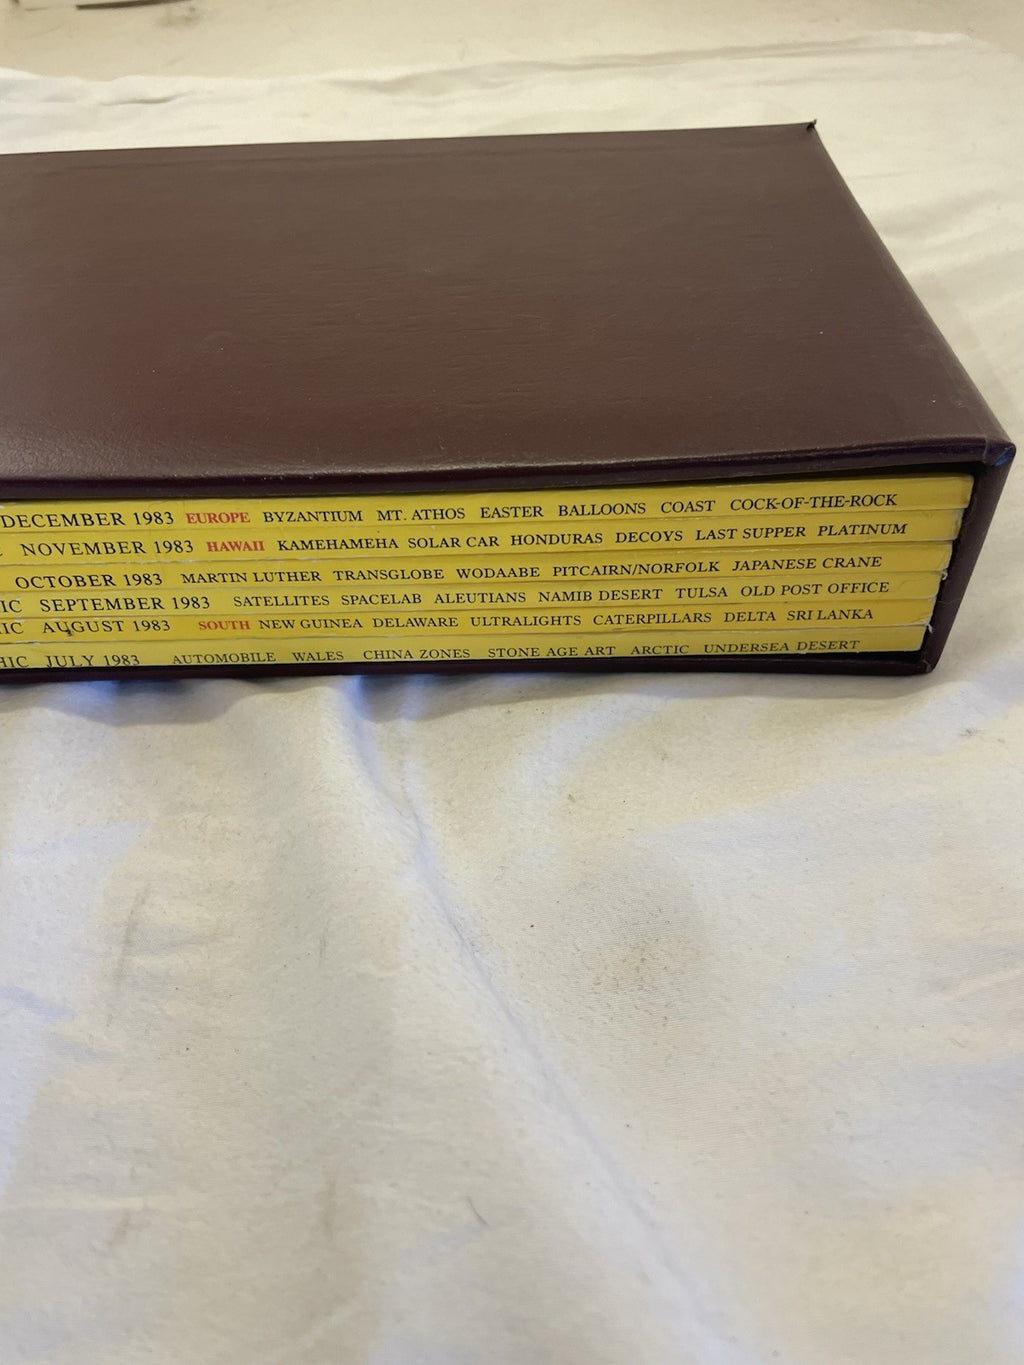 DECEMBER 1983 EUROPE BYZANTIUM MT. ATHOS EASTER BALLOONS COAST COCK-OF-THE-ROCK
NOVEMBER 1983 HAWAII KAMEHAMEHA SOLAR CAR HONDURAS DECOYS LAST SUPPER PLATINUM
OCTOBER 1983 MARTIN LUTHER TRANSGLOBE WODAABE PITCAIRN/NORFOLK JAPANESE CRANE
IC SEPTEMBER 1983 SATELLITES SPACELAB ALEUTIANS NAMIB DESERT TULSA OLD POST OFFICE
IC AUGUST 1983 SOUTH NEW GUINEA DELAWARE ULTRALIGHTS CATERPILLARS DELTA SRI LANKA
HIC JULY 1983 AUTOMOBILE WALES CHINA ZONES STONE AGE ART ARCTIC UNDERSEA DESERT